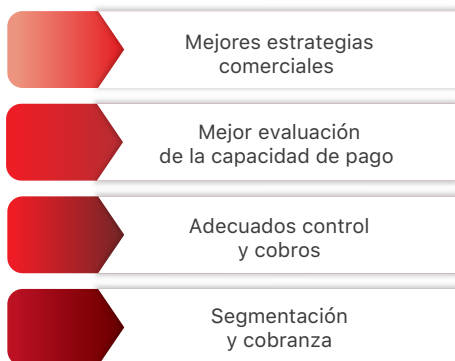 Mejores estrategias
comerciales
Mejor evaluación
de la capacidad de pago
Adecuados control
y cobros
Segmentación
y cobranza